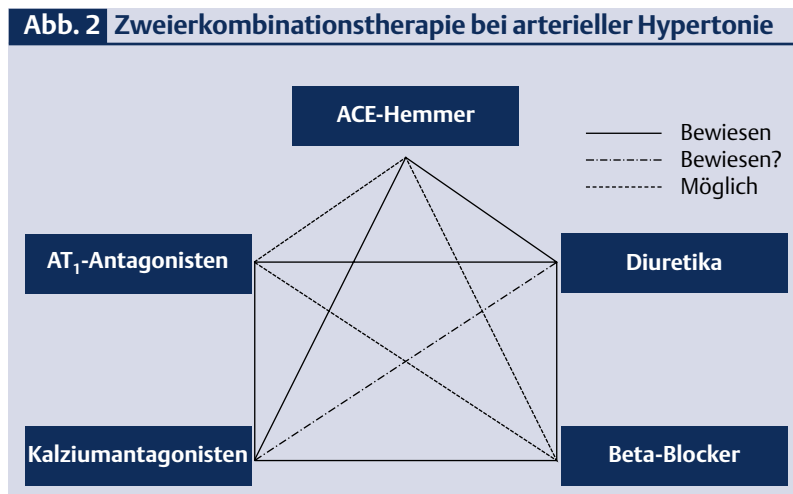 Abb. 2 Zweierkombinationstherapie bei arterieller Hypertonie
ACE-Hemmer
Bewiesen
Bewiesen?
Möglich
AT₁-Antagonisten
Diuretika
Kalziumantagonisten
Beta-Blocker